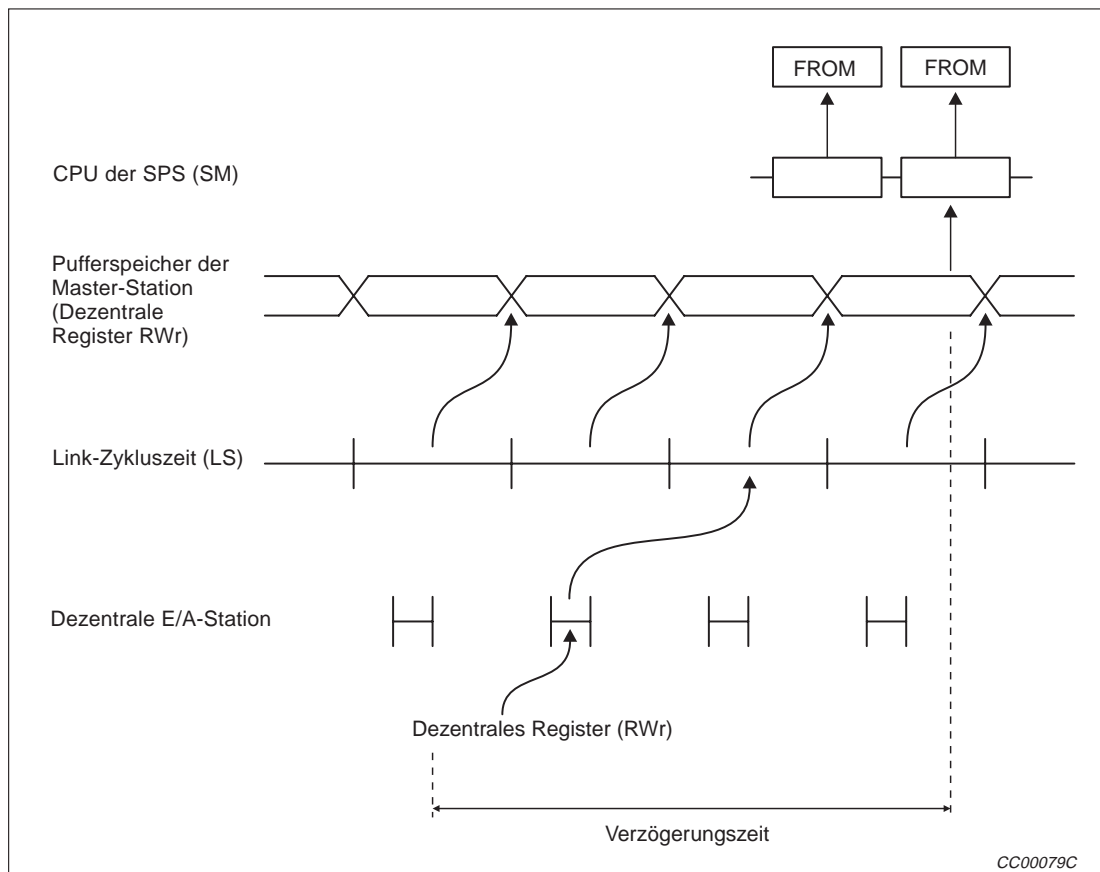 FROM FROM
CPU der SPS (SM)
Pufferspeicher der
Master-Station
(Dezentrale
Register RWr)
Link-Zykluszeit (LS)
Dezentrale E/A-Station
Dezentrales Register (RWr)
Verzögerungszeit
CC00079C